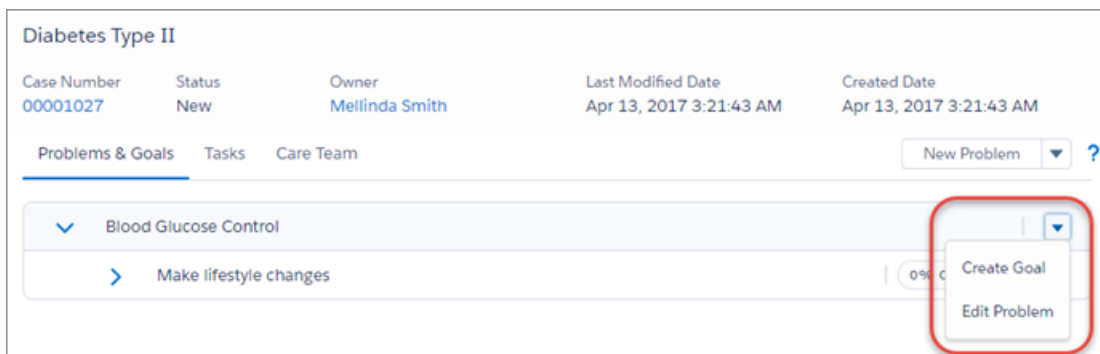 Diabetes Type II
Case Number Status Owner Last Modified Date Created Date
00001027 New Mellinda Smith Apr 13, 2017 3:21:43 AM Apr 13, 2017 3:21:43 AM
Problems & Goals Tasks Care Team New Problem ?
Blood Glucose Control
Make lifestyle changes 0%
Create Goal
Edit Problem